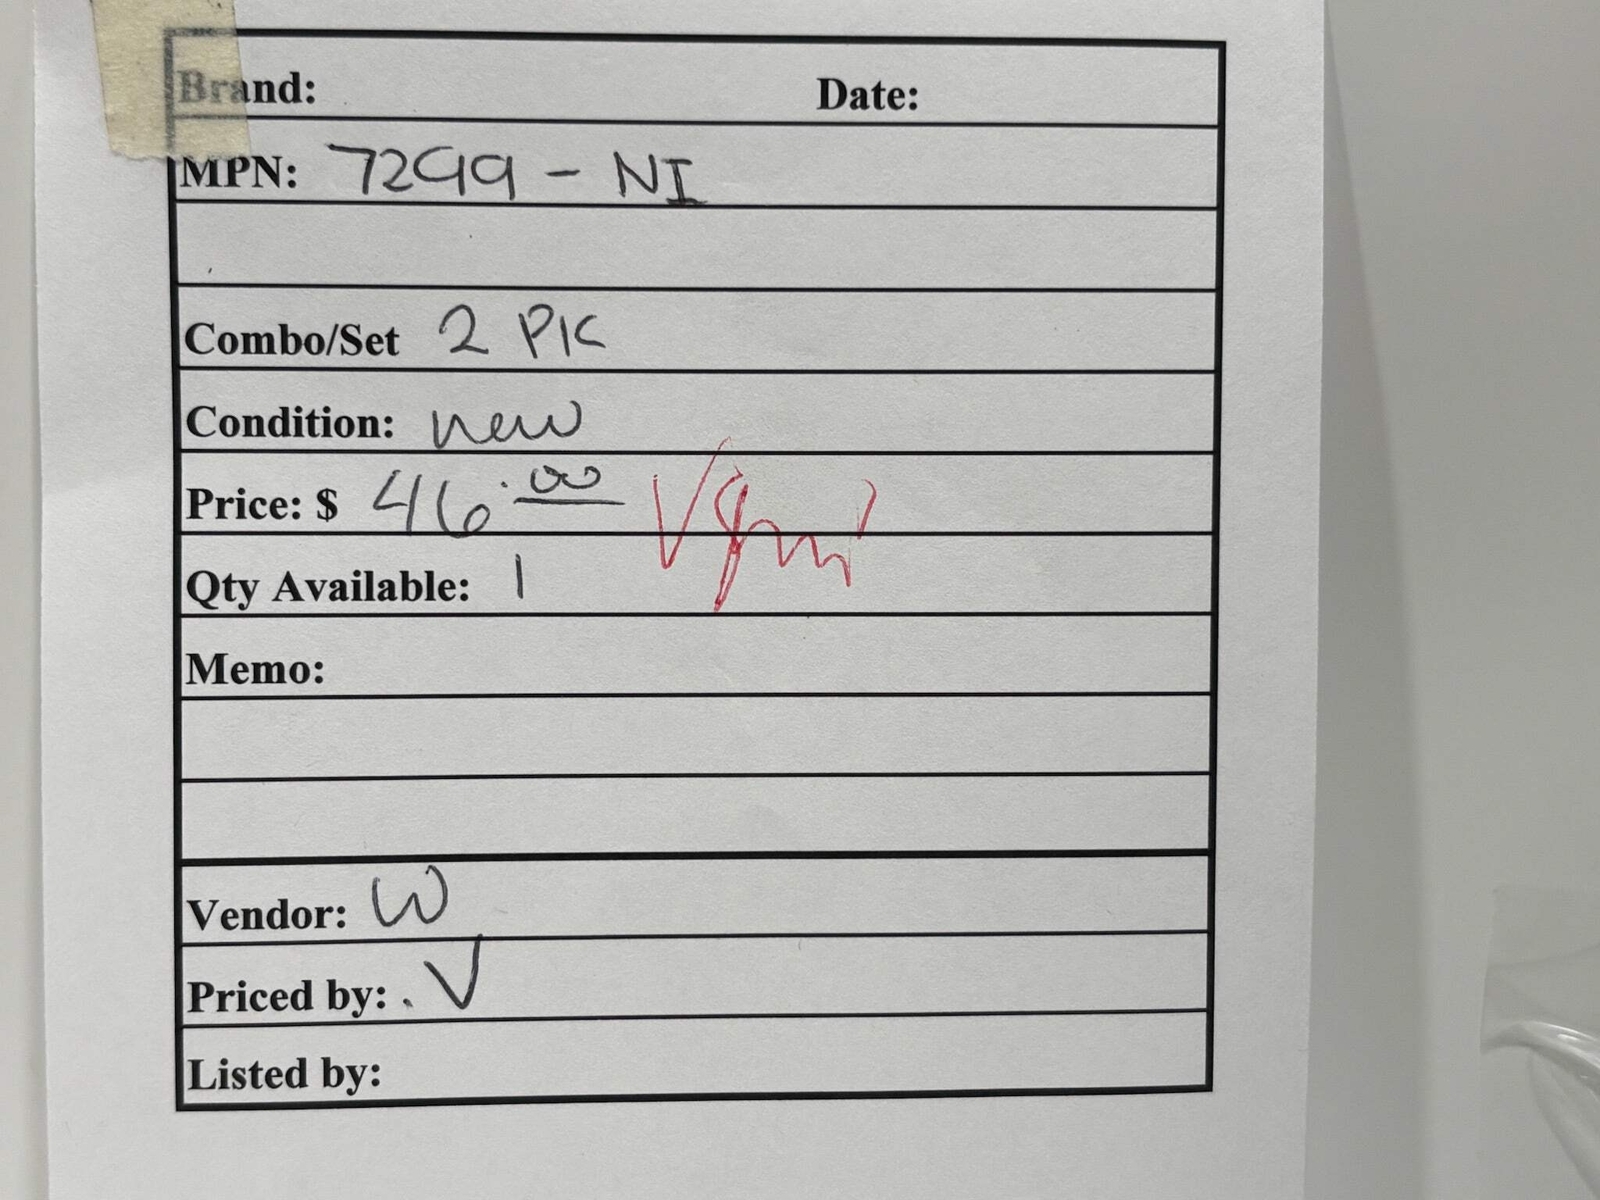 Brand: Date:
MPN: 7299 - NI
Combo/Set 2 PK
Condition: new
Price: $ 46.00
Qty Available: 1
Memo:
Vendor: W
Priced by: . V
Listed by: